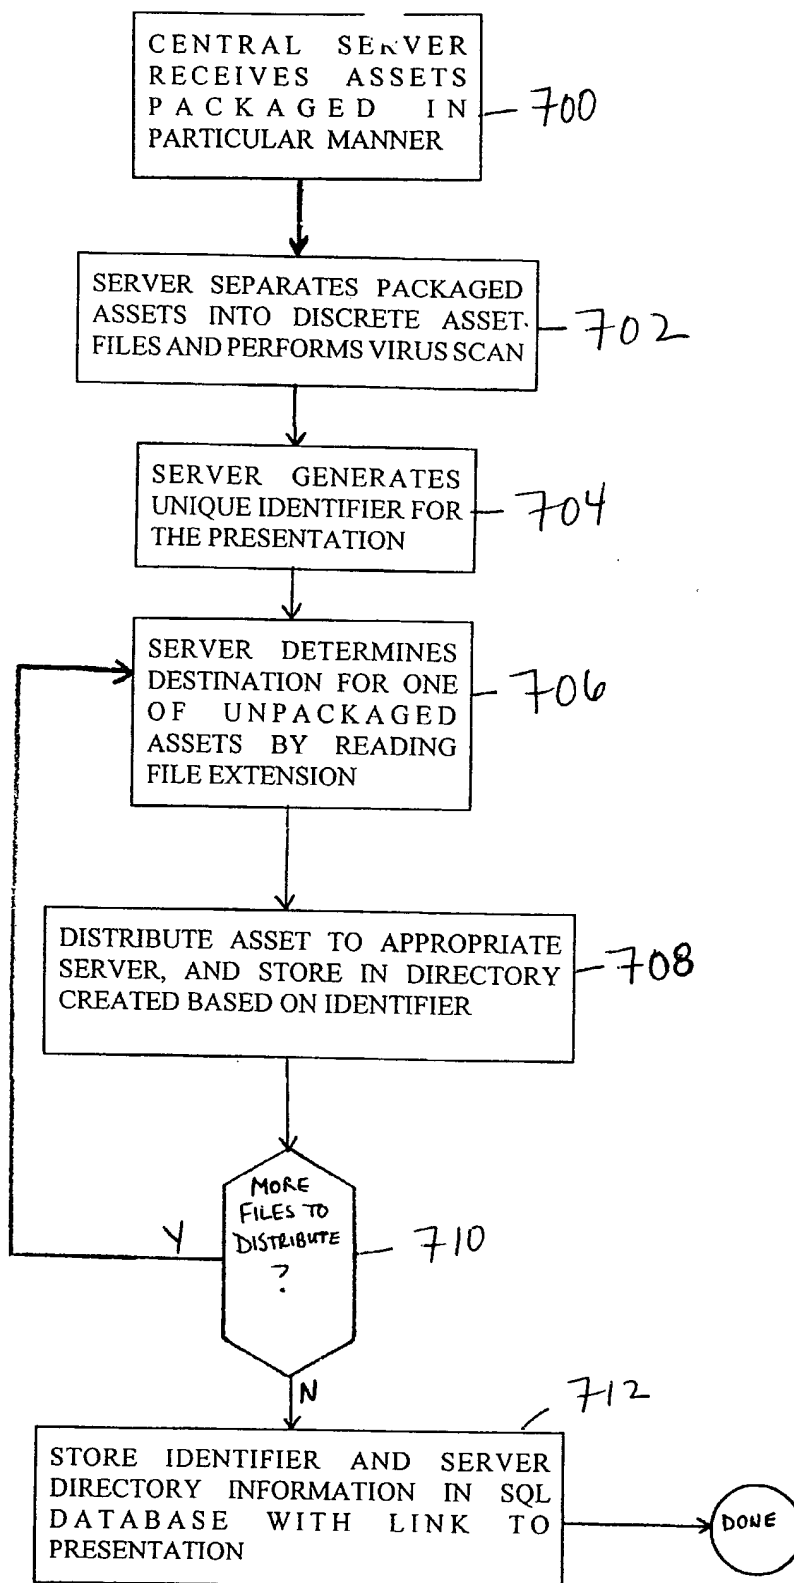 CENTRAL SERVER
RECEIVES ASSETS
PACKAGED IN
PARTICULAR MANNER
700
SERVER SEPARATES PACKAGED
ASSETS INTO DISCRETE ASSET
FILES AND PERFORMS VIRUS SCAN
702
SERVER GENERATES
UNIQUE IDENTIFIER FOR
THE PRESENTATION
704
SERVER DETERMINES
DESTINATION FOR ONE
OF UNPACKAGED
ASSETS BY READING
FILE EXTENSION
706
DISTRIBUTE ASSET TO APPROPRIATE
SERVER, AND STORE IN DIRECTORY
CREATED BASED ON IDENTIFIER
708
MORE
FILES TO
DISTRIBUTE
?
710
Y
N
712
STORE IDENTIFIER AND SERVER
DIRECTORY INFORMATION IN SQL
DATABASE WITH LINK TO
PRESENTATION
DONE